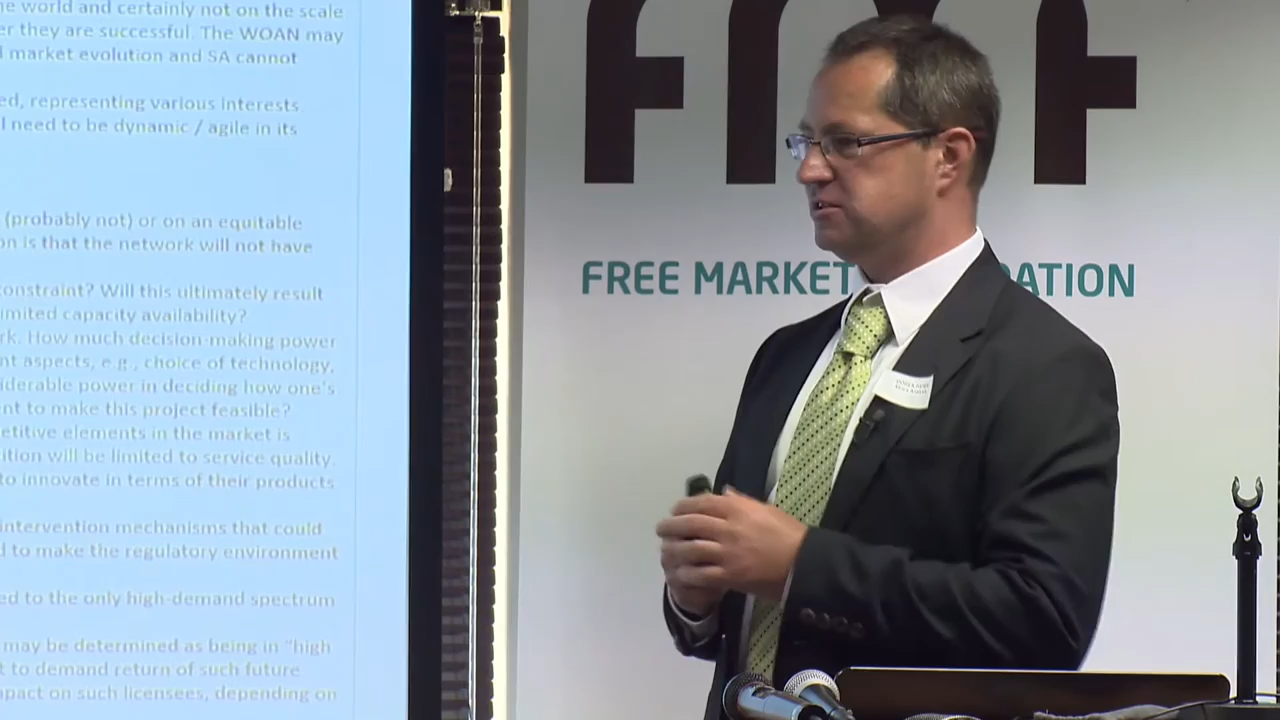 e world and certainly not on the scale
er they are successful. The WOAN may
market evolution and SA cannot
ed, representing various interests
need to be dynamic / agile in its
(probably not) or on an equitable
on is that the network will not have
constraint? Will this ultimately result
imited capacity availability?
rk. How much decision-making power
nt aspects, e.g., choice of technology,
iderable power in deciding how one's
ent to make this project feasible?
etitive elements in the market is
ition will be limited to service quality.
to innovate in terms of their products
intervention mechanisms that could
d to make the regulatory environment
ed to the only high-demand spectrum
may be determined as being in "high
t to demand return of such future
mpact on such licensees, depending on
FMF
FREE MARKET DATION